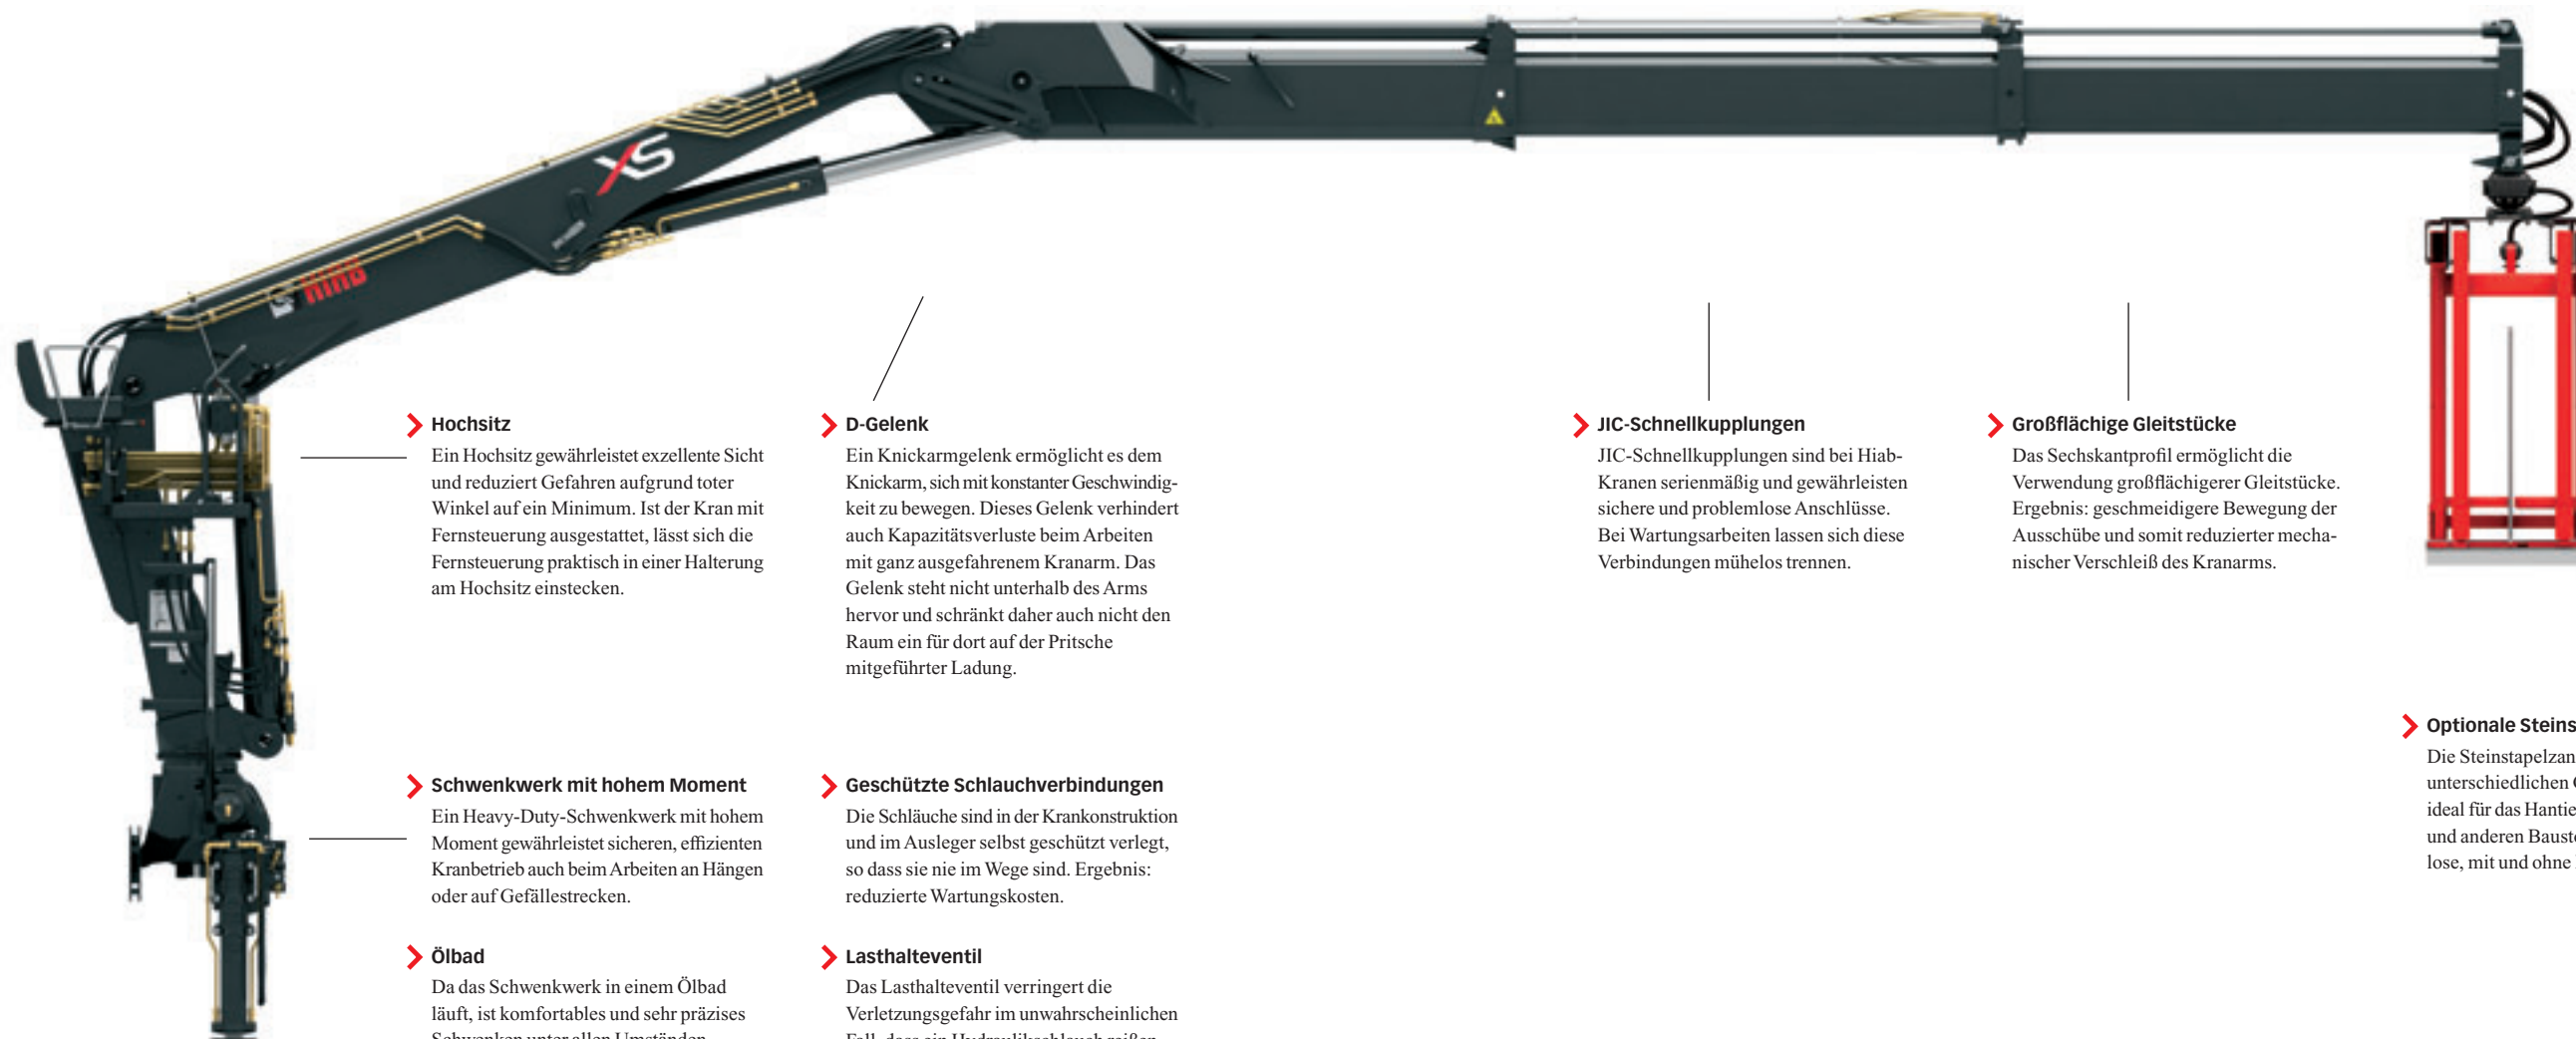 XS
HIAB
Hochsitz
Ein Hochsitz gewährleistet exzellente Sicht
und reduziert Gefahren aufgrund toter
Winkel auf ein Minimum. Ist der Kran mit
Fernsteuerung ausgestattet, lässt sich die
Fernsteuerung praktisch in einer Halterung
am Hochsitz einstecken.
D-Gelenk
Ein Knickarmgelenk ermöglicht es dem
Knickarm, sich mit konstanter Geschwindig-
keit zu bewegen. Dieses Gelenk verhindert
auch Kapazitätsverluste beim Arbeiten
mit ganz ausgefahrenem Kranarm. Das
Gelenk steht nicht unterhalb des Arms
hervor und schränkt daher auch nicht den
Raum ein für dort auf der Pritsche
mitgeführter Ladung.
JIC-Schnellkupplungen
JIC-Schnellkupplungen sind bei Hiab-
Kranen serienmäßig und gewährleisten
sichere und problemlose Anschlüsse.
Bei Wartungsarbeiten lassen sich diese
Verbindungen mühelos trennen.
Großflächige Gleitstücke
Das Sechskantprofil ermöglicht die
Verwendung großflächigerer Gleitstücke.
Ergebnis: geschmeidigere Bewegung der
Ausschübe und somit reduzierter mecha-
nischer Verschleiß des Kranarms.
Schwenkwerk mit hohem Moment
Ein Heavy-Duty-Schwenkwerk mit hohem
Moment gewährleistet sicheren, effizienten
Kranbetrieb auch beim Arbeiten an Hängen
oder auf Gefällestrecken.
Geschützte Schlauchverbindungen
Die Schläuche sind in der Krankonstruktion
und im Ausleger selbst geschützt verlegt,
so dass sie nie im Wege sind. Ergebnis:
reduzierte Wartungskosten.
Optionale Steins
Die Steinstapelzan
unterschiedlichen
ideal für das Hantie
und anderen Bauste
lose, mit und ohne
Ölbad
Da das Schwenkwerk in einem Ölbad
läuft, ist komfortables und sehr präzises
Schwenken unter allen Umständen
Lasthalteventil
Das Lasthalteventil verringert die
Verletzungsgefahr im unwahrscheinlichen
Fall, dass ein Hydraulikschlauch reißen